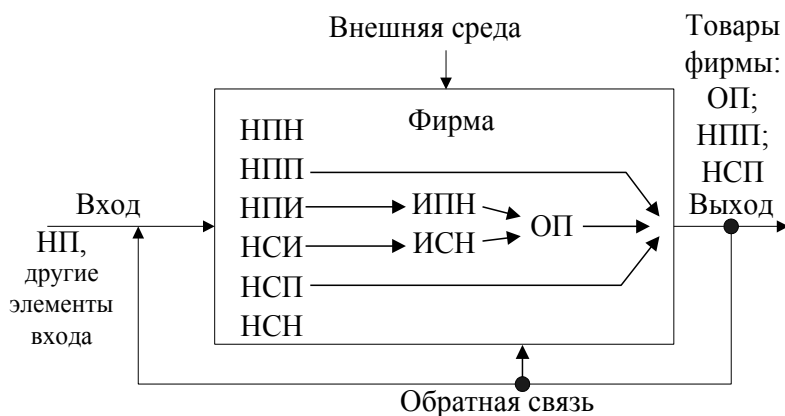 Внешняя среда
Товары
фирмы:
ОП;
НПП;
НСП
Выход
Вход
НП,
другие
элементы
входа
Фирма
НПН
НПП
НПИ
ИПН
НСИ
ИСН
ОП
НСП
НСН
Обратная связь